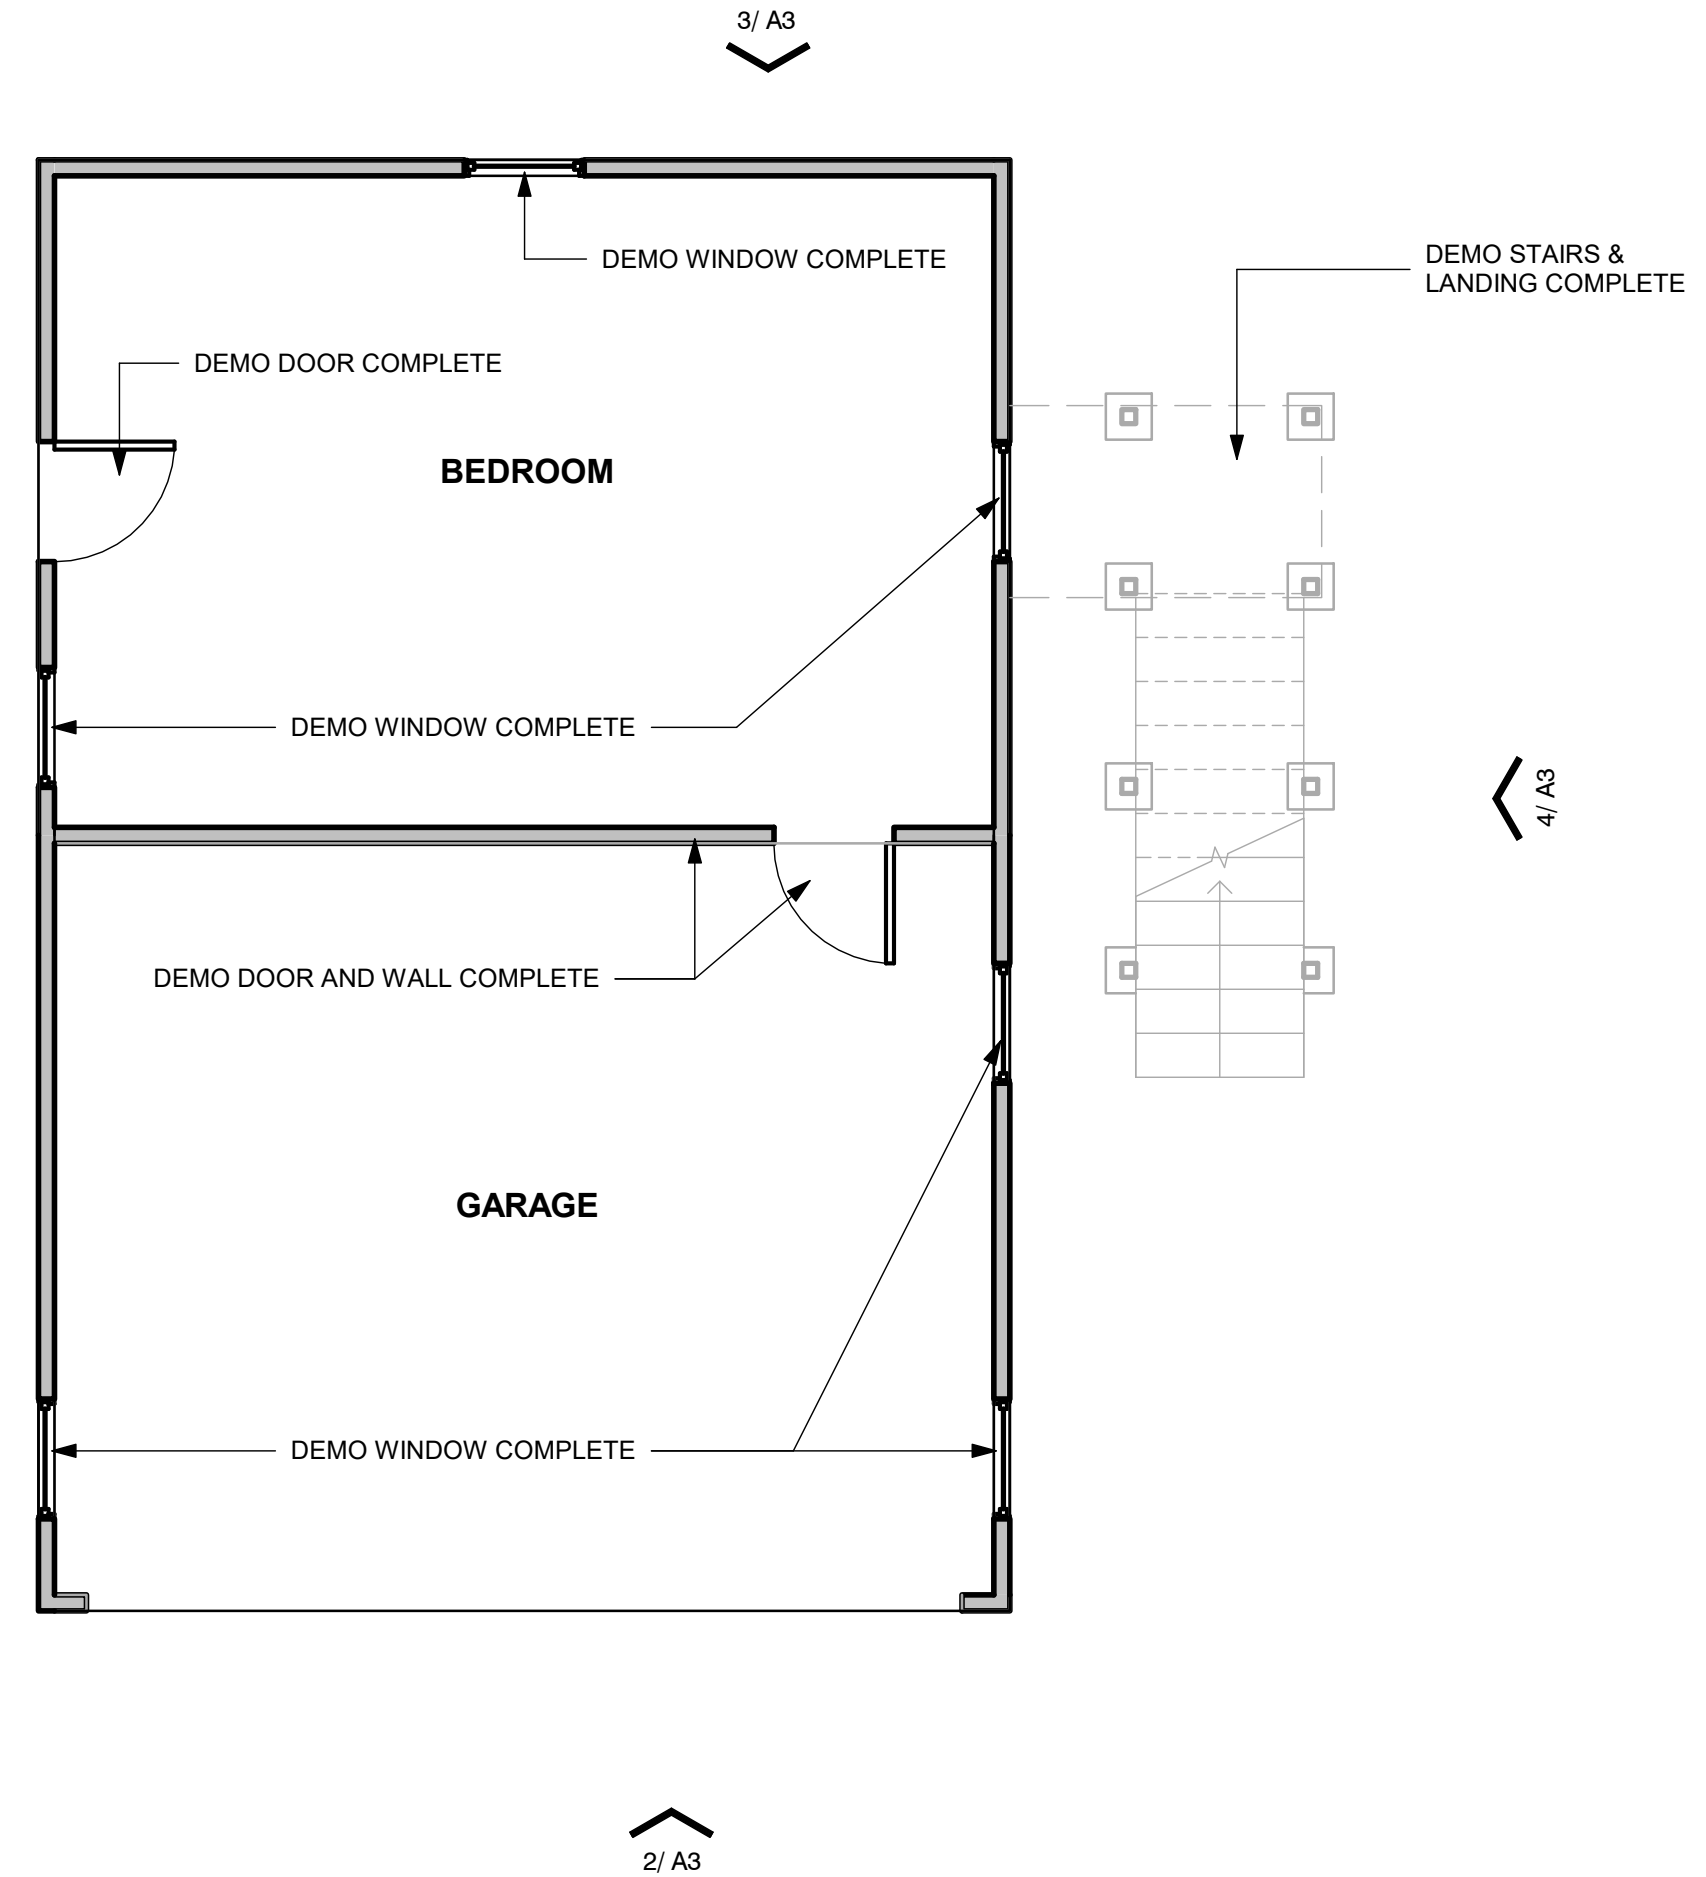 3/ A3
DEMO WINDOW COMPLETE
DEMO STAIRS &
LANDING COMPLETE
DEMO DOOR COMPLETE
BEDROOM
DEMO WINDOW COMPLETE
4/ A3
DEMO DOOR AND WALL COMPLETE
GARAGE
DEMO WINDOW COMPLETE
2/ A3